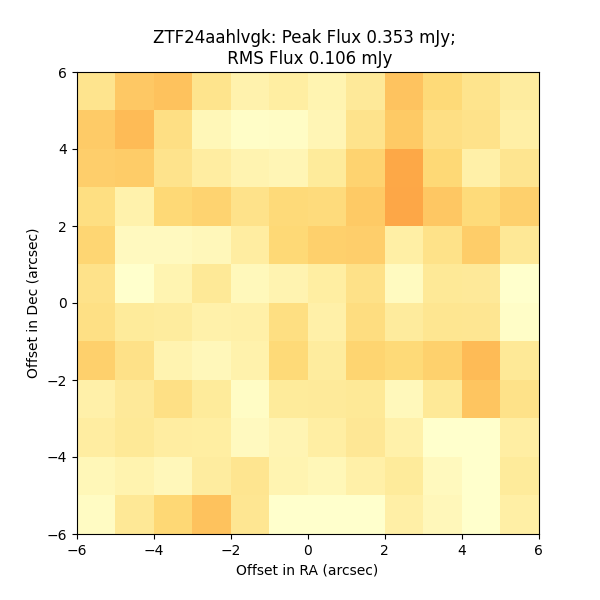 ZTF24aahlvgk: Peak Flux 0.353 mJy;
RMS Flux 0.106 mJy
6
4
2
0
−2
−4
−6
Offset in Dec (arcsec)
−6 −4 −2 0 2 4 6
Offset in RA (arcsec)